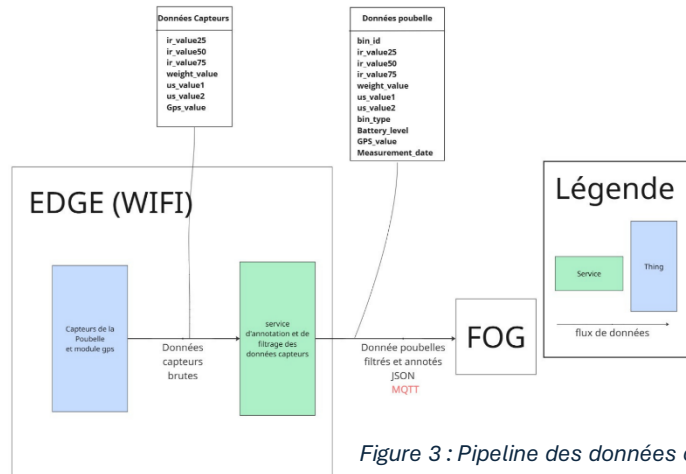 Données Capteurs
ir_value25
ir_value50
ir_value75
weight_value
us_value1
us_value2
Gps_value
Données poubelle
bin_id
ir_value25
ir_value50
ir_value75
weight_value
us_value1
us_value2
bin_type
Battery_level
GPS_value
Measurement_date
EDGE (WIFI)
Capteurs de la
Poubelle
et module gps
Données
capteurs
brutes
service
d'annotation et de
filtrage des
données capteurs
Donnée poubelles
filtrés et annotés
JSON
MQTT
FOG
Légende
Service
Thing
flux de données
Figure 3 : Pipeline des données